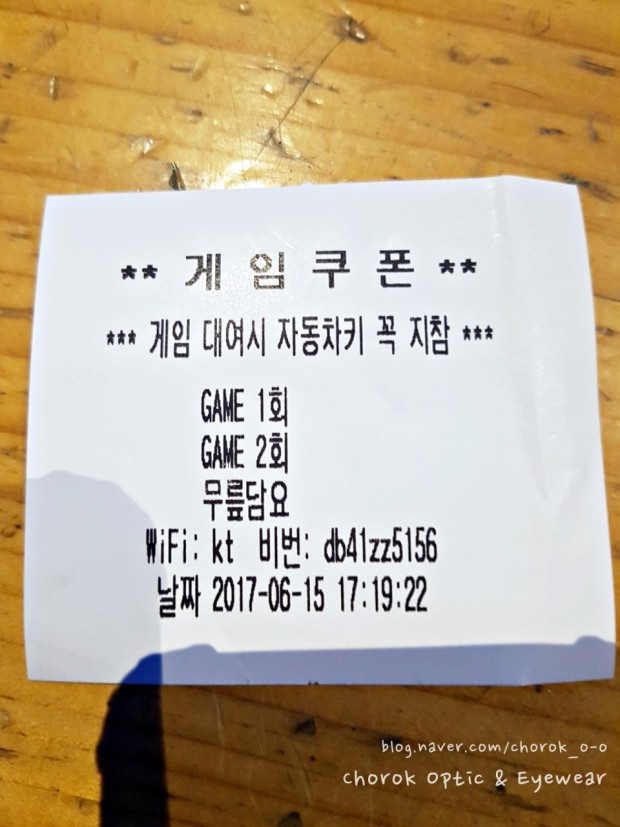 ** 게 임 쿠 폰 **
*** 게임 대여시 자동차키 꼭 지참 ***
GAME 1회
GAME 2회
무릎담요
WiFi: kt 비번: db41zz5156
날짜 2017-06-15 17:19:22
blog.naver.com/chorok_o-o
Chorok Optic & Eyewear